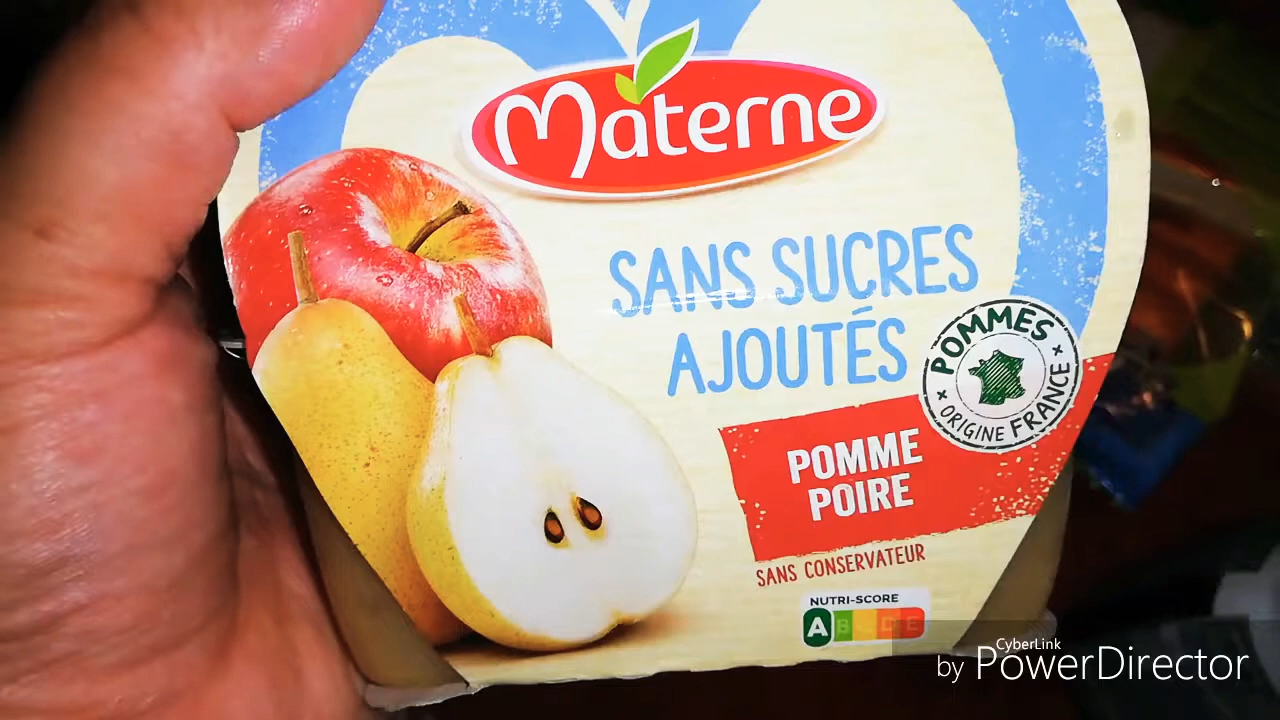 Materne
SANS SUCRES
AJOUTÉS
POMMES
ORIGINE FRANCE
POMME
POIRE
SANS CONSERVATEUR
NUTRI-SCORE
A B C D E
CyberLink
by PowerDirector